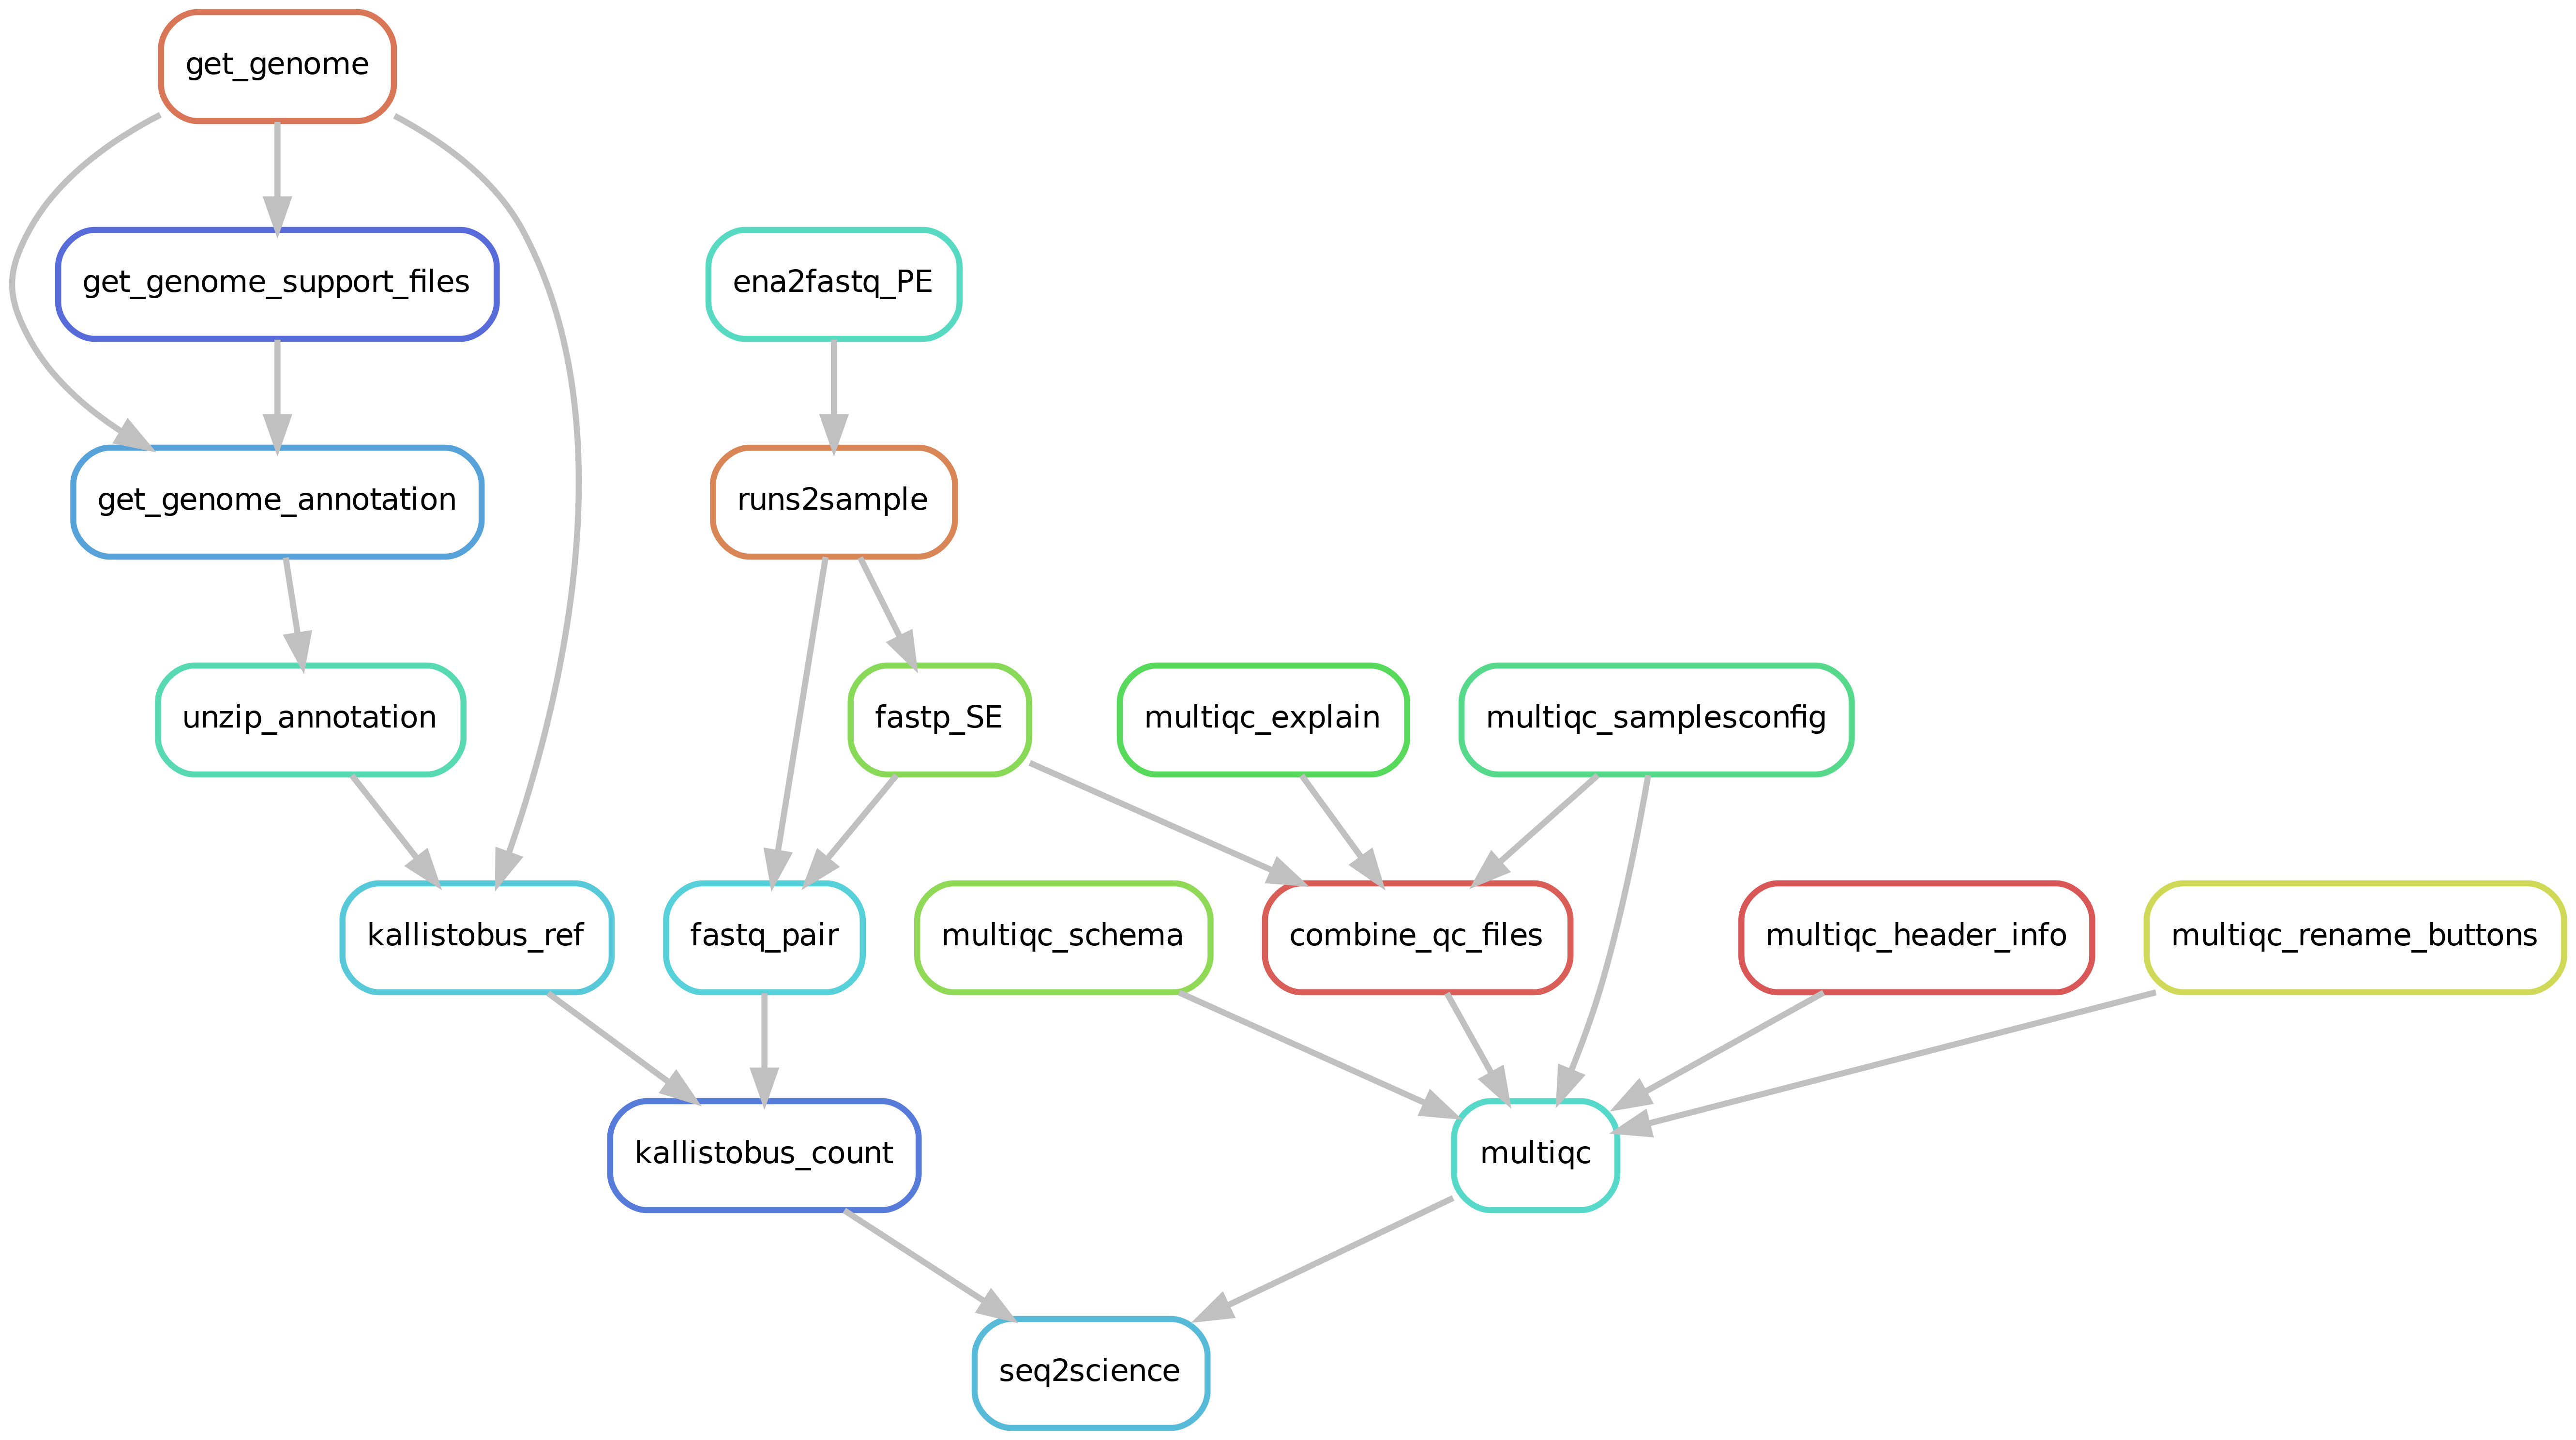 get_genome
get_genome_support_files
ena2fastq_PE
get_genome_annotation
runs2sample
unzip_annotation
fastp_SE
multiqc_explain
multiqc_samplesconfig
kallistobus_ref
fastq_pair
multiqc_schema
combine_qc_files
multiqc_header_info
multiqc_rename_buttons
kallistobus_count
multiqc
seq2science